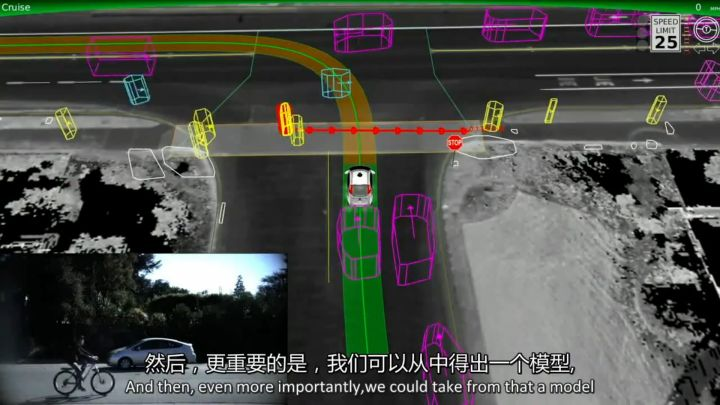 Cruise
0
MPH
SPEED
LIMIT
25
STOP
然后，更重要的是，我们可以从中得出一个模型,
And then, even more importantly,we could take from that a model